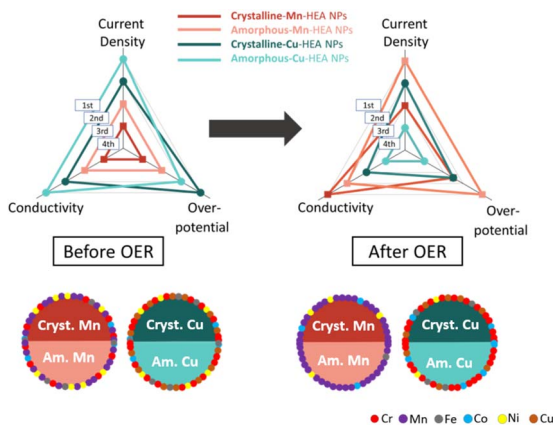 Current
Density
Crystalline-Mn-HEA NPs
Amorphous-Mn-HEA NPs
Crystalline-Cu-HEA NPs
Amorphous-Cu-HEA NPs
Current
Density
1st
2nd
3rd
4th
1st
2nd
3rd
4th
Conductivity
Over-
potential
Conductivity
Over-
potential
Before OER
After OER
Cryst. Mn
Am. Mn
Cryst. Cu
Am. Cu
Cryst. Mn
Am. Mn
Cryst. Cu
Am. Cu
Cr Mn Fe Co Ni Cu